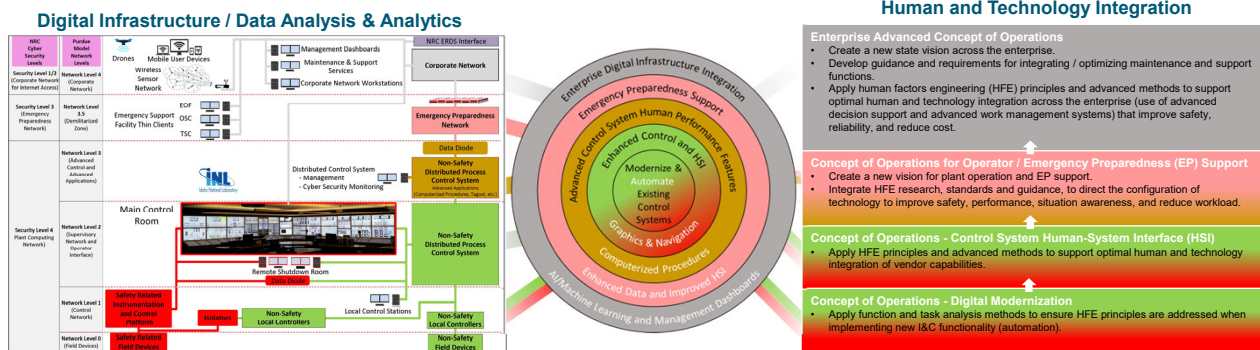 Digital Infrastructure / Data Analysis & Analytics
NRC
Cyber
Security
Levels
Purdue
Model
Network
Levels
Security Level 1/2
(Corporate Network
for Internet Access)
Network Level 4
(Corporate
Network)
Security Level 3
(Emergency
Preparedness
Network)
Network Level
3.5
(Demilitarized
Zone)
Network Level 3
(Advanced
Control and
Advanced
Applications)
Security Level 4
(Plant Computing
Network)
Network Level 2
(Supervisory
Network and
Operator
Interface)
Network Level 1
(Control
Network)
Network Level 0
(Field Devices)
Drones
Mobile User Devices
Wireless
Sensor
Network
Management Dashboards
Maintenance & Support
Services
Corporate Network Workstations
NRC ERDS Interface
Corporate Network
Emergency Support
Facility Thin Clients
EOF
OSC
TSC
Emergency Preparedness
Network
Data Diode
INL
Idaho National Laboratory
Distributed Control System
- Management
- Cyber Security Monitoring
Non-Safety
Distributed Process
Control System
Advanced Applications
(Computerized Procedures, Tagout, etc.)
Main Control
Room
Non-Safety
Distributed Process
Control System
Remote Shutdown Room
Data Diode
Local Control Stations
Safety Related
Instrumentation
and Control
Platform
Isolators
Non-Safety
Local Controllers
Non-Safety
Local Controllers
Safety Related
Field Devices
Non-Safety
Field Devices
Enterprise Digital Infrastructure Integration
Emergency Preparedness Support
Advanced Control System Human Performance Features
Enhanced Control and HSI
Modernize &
Automate
Existing
Control
Systems
Graphics & Navigation
Computerized Procedures
Enhanced Data and Improved HSI
AI/Machine Learning and Management Dashboards
Human and Technology Integration
Enterprise Advanced Concept of Operations
• Create a new state vision across the enterprise.
• Develop guidance and requirements for integrating / optimizing maintenance and support
functions.
• Apply human factors engineering (HFE) principles and advanced methods to support
optimal human and technology integration across the enterprise (use of advanced
decision support and advanced work management systems) that improve safety,
reliability, and reduce cost.
Concept of Operations for Operator / Emergency Preparedness (EP) Support
• Create a new vision for plant operation and EP support.
• Integrate HFE research, standards and guidance, to direct the configuration of
technology to improve safety, performance, situation awareness, and reduce workload.
Concept of Operations - Control System Human-System Interface (HSI)
• Apply HFE principles and advanced methods to support optimal human and technology
integration of vendor capabilities.
Concept of Operations - Digital Modernization
• Apply function and task analysis methods to ensure HFE principles are addressed when
implementing new I&C functionality (automation).